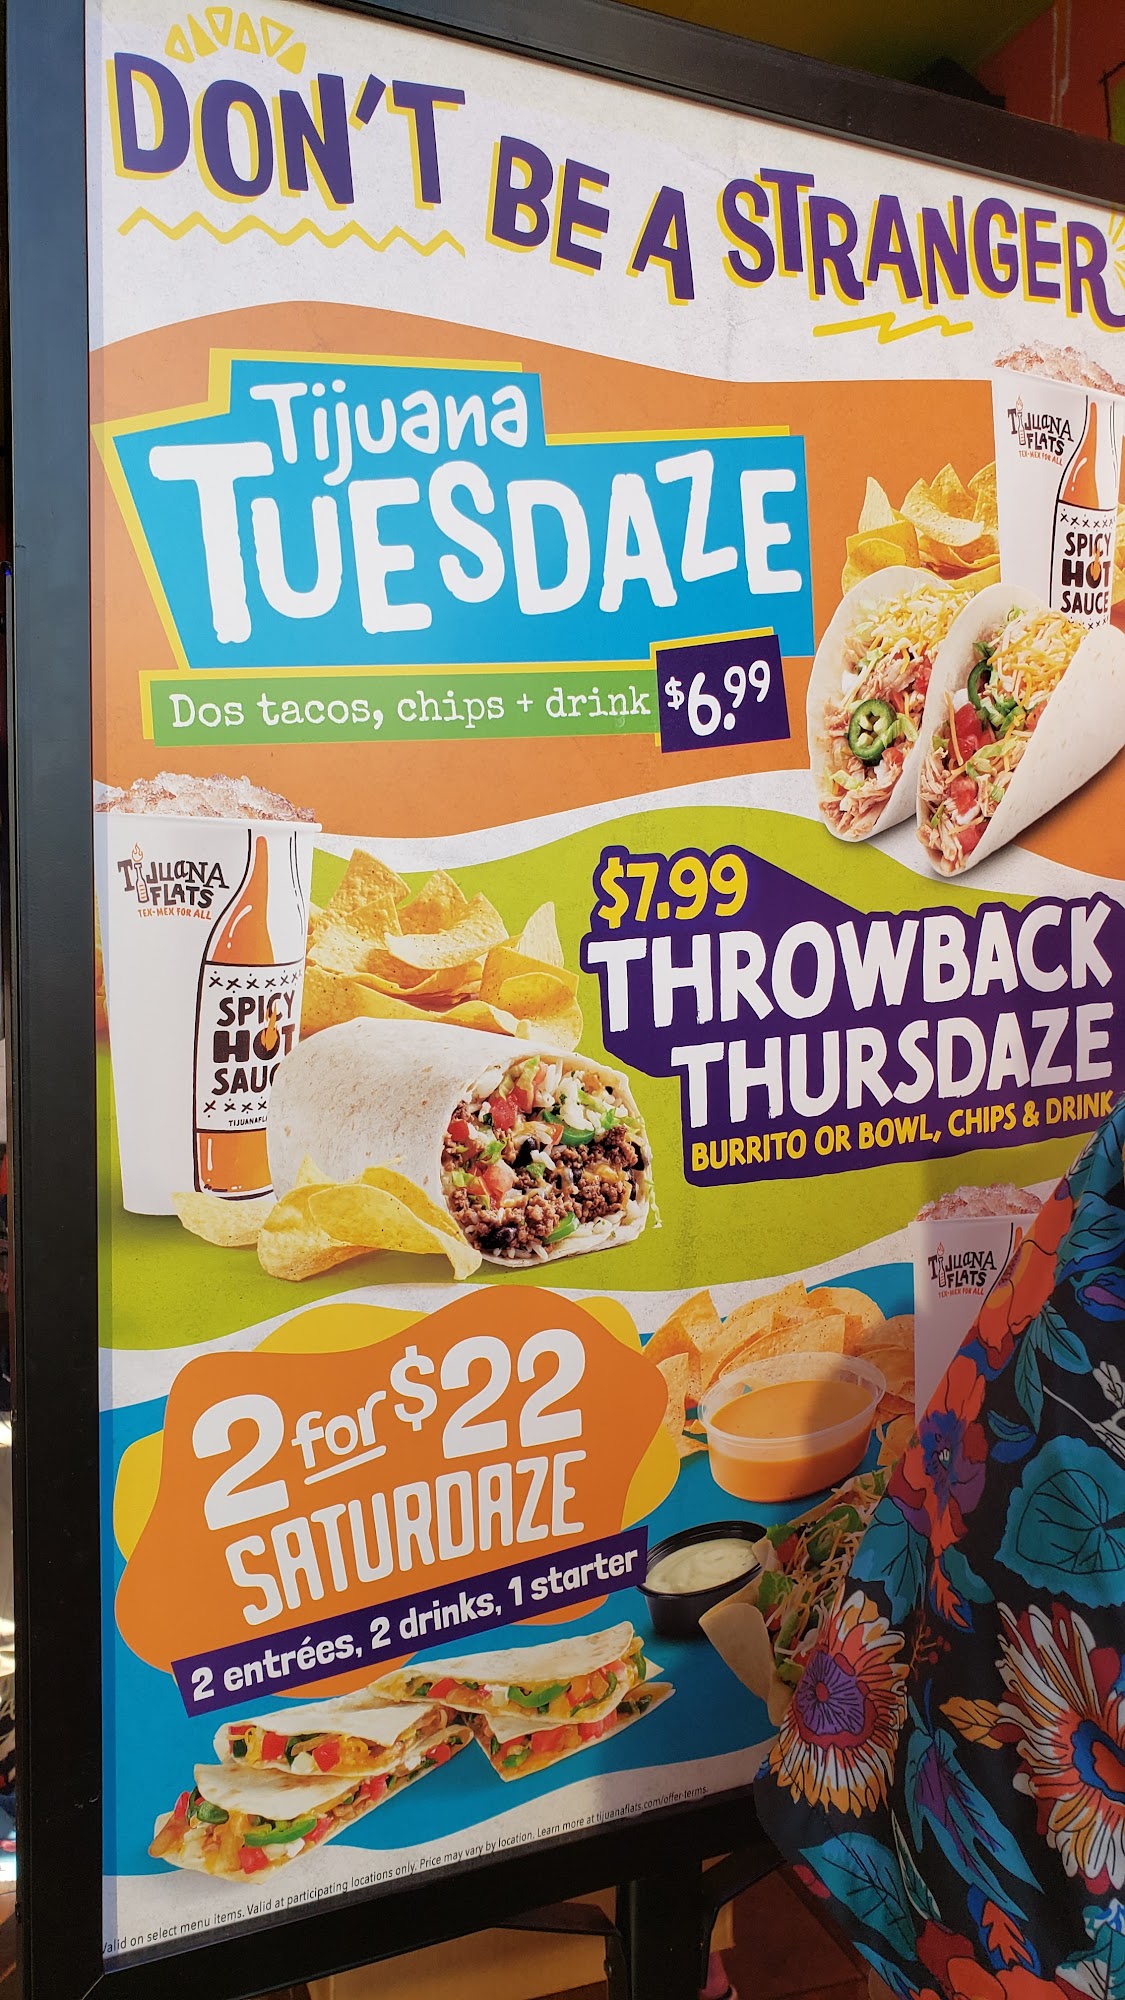 DON'T BE A STRANGER
Tijuana
TUESDAZE
Dos tacos, chips + drink $6.99
TIJUANA
FLATS
TEX-MEX FOR ALL
SPICY
HOT
SAUCE
TIJUANA
FLATS
TEX-MEX FOR ALL
SPICY
HOT
SAUC
TIJUANAFL
$7.99
THROWBACK
THURSDAZE
BURRITO OR BOWL, CHIPS & DRINK
TIJUANA
FLATS
TEX-MEX FOR ALL
2 for $22
SATURDAZE
2 entrées, 2 drinks, 1 starter
alid on select menu items. Valid at participating locations only. Price may vary by location. Learn more at tijuanaflats.com/offer-terms.